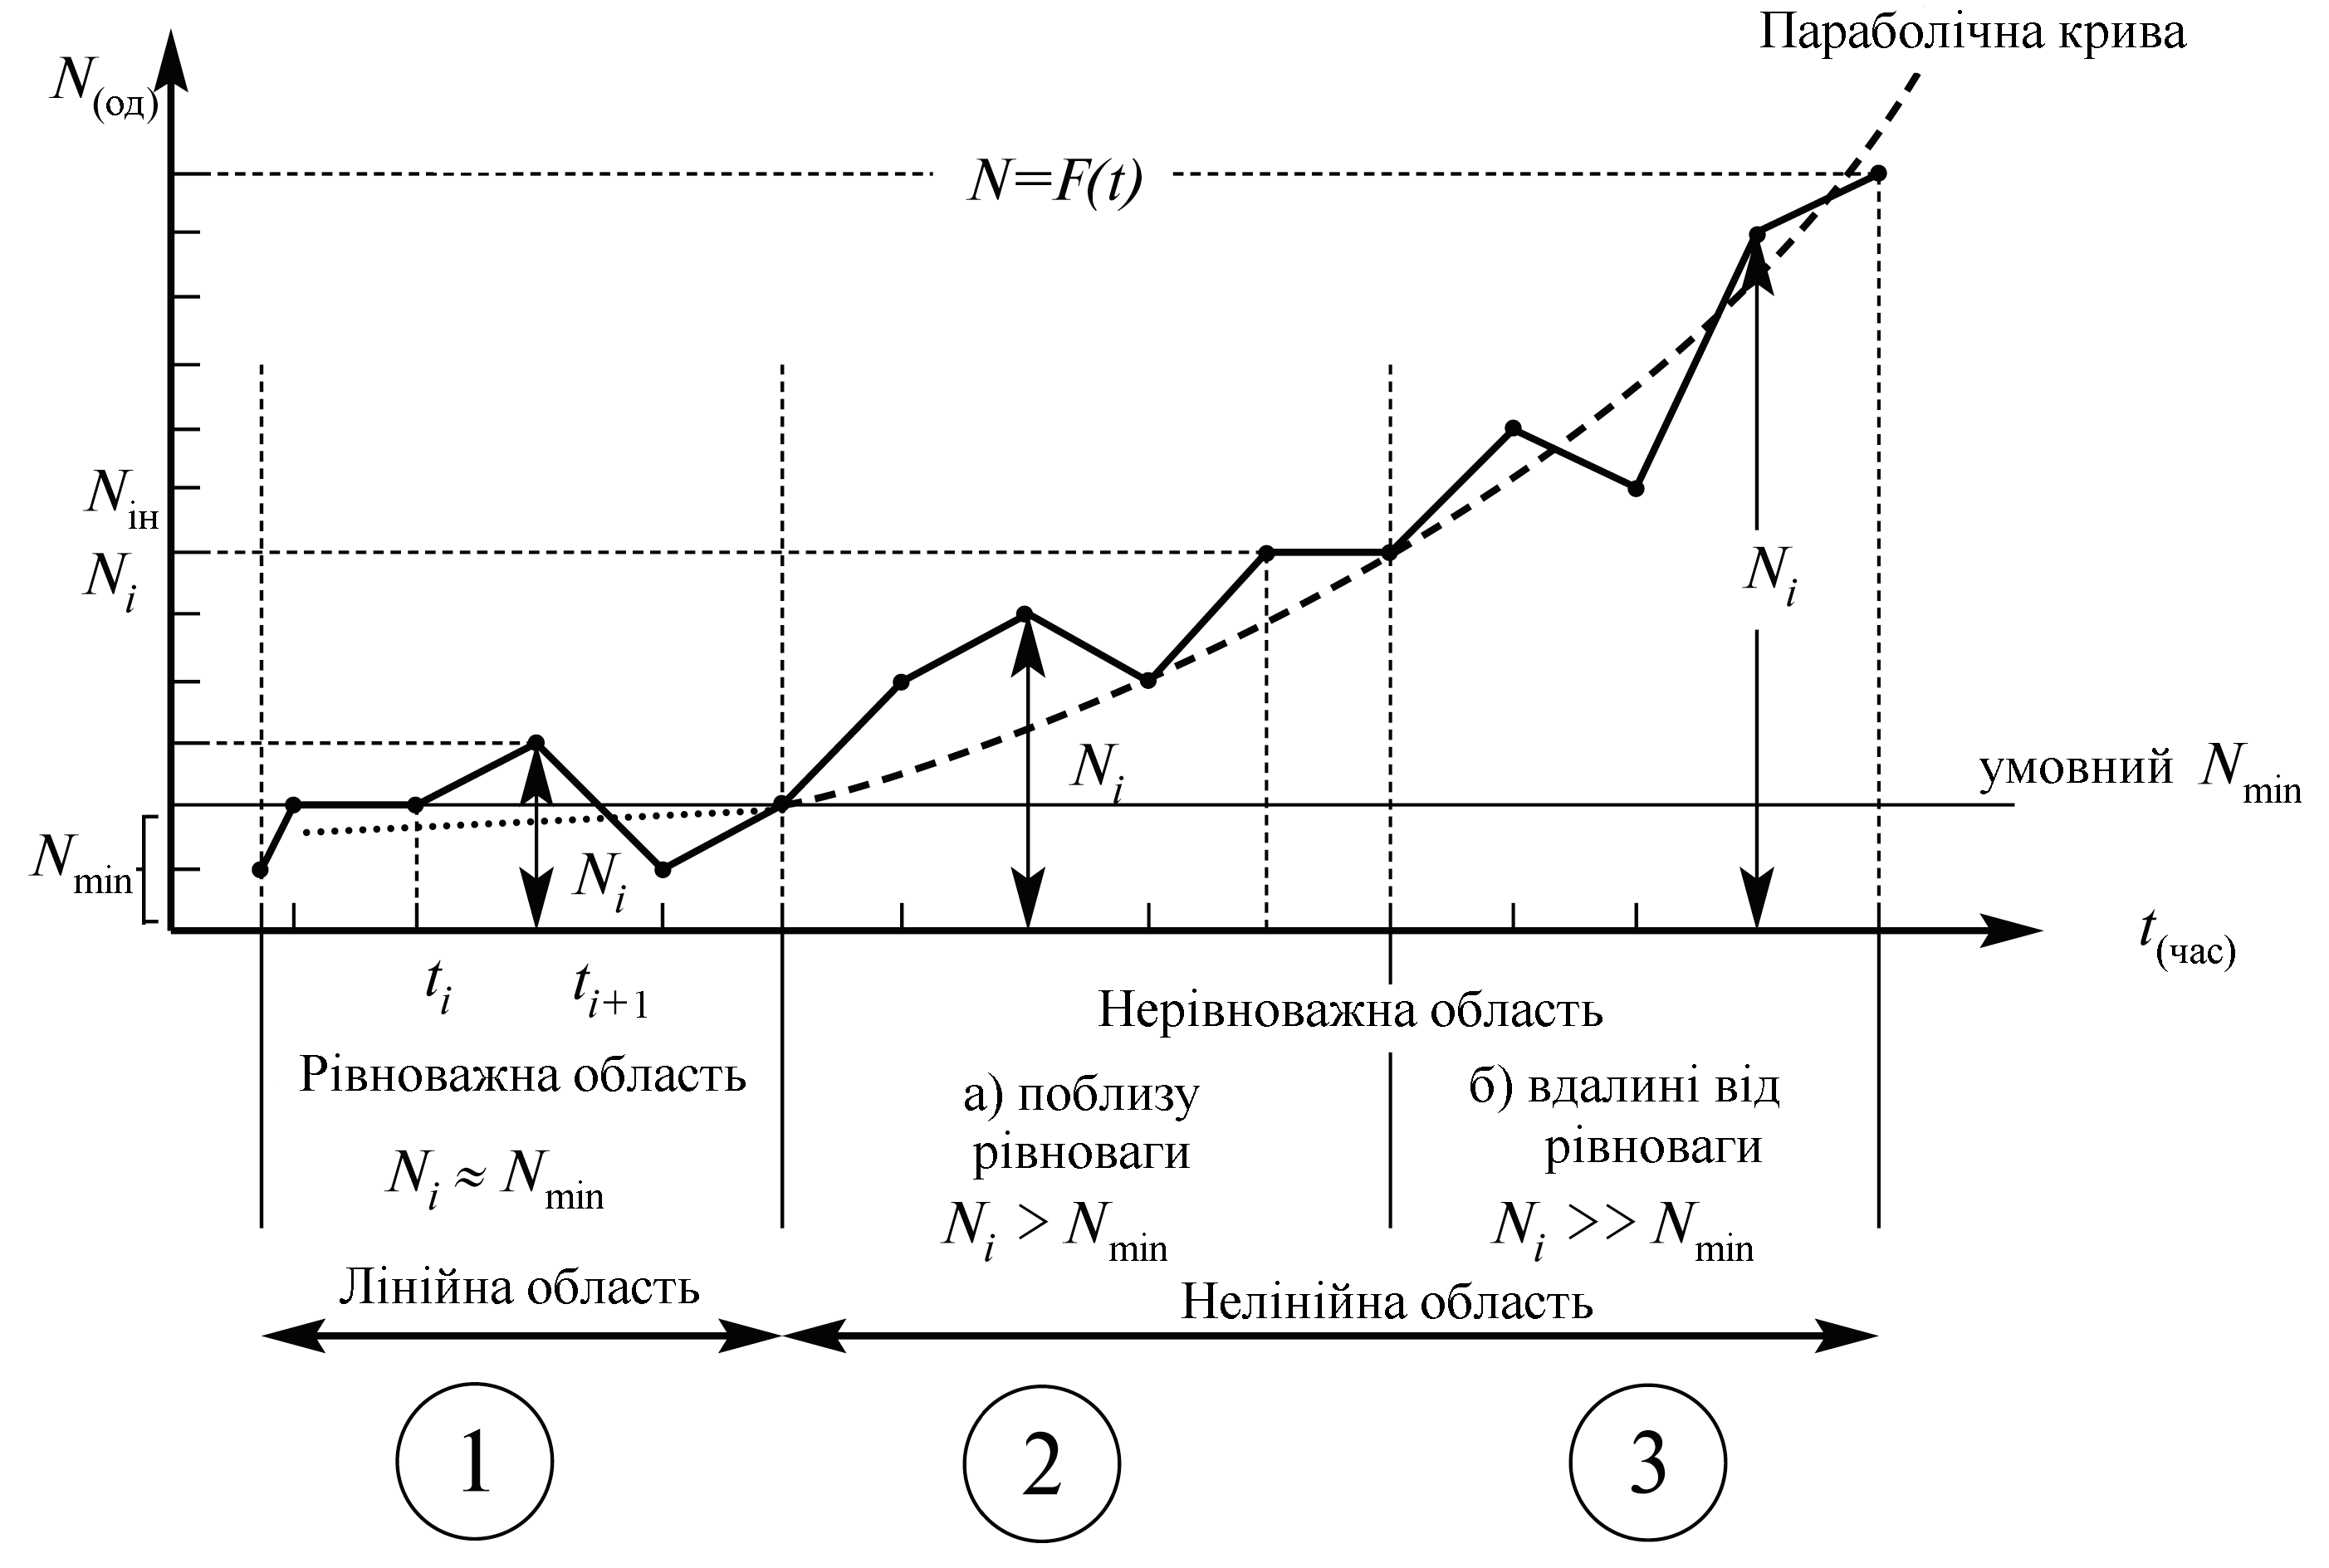 Параболічна крива
N(од)
N=F(t)
Nін
Ni
Ni
умовний Nmin
Ni
Nmin
Ni
t(час)
ti
ti+1
Нерівноважна область
Рівноважна область
а) поблизу
рівноваги
б) вдалині від
рівноваги
Ni ≈ Nmin
Ni > Nmin
Ni >> Nmin
Лінійна область
Нелінійна область
1
2
3